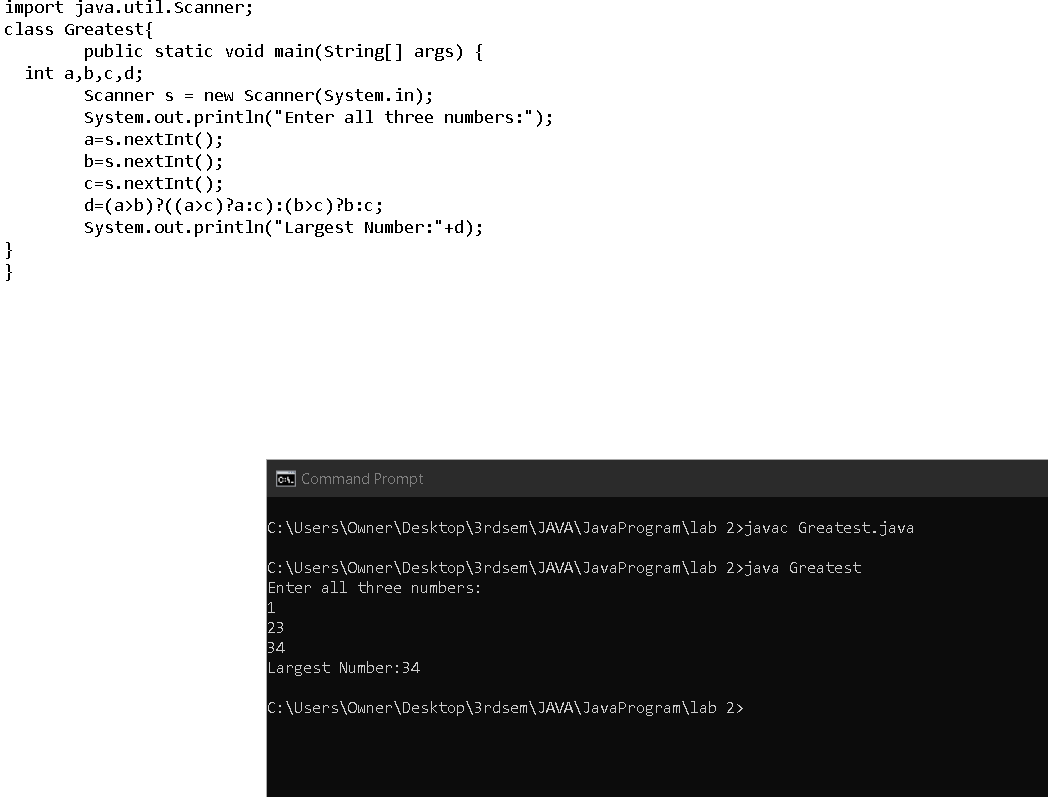 import java.util.Scanner;
class Greatest{
        public static void main(String[] args) {
  int a,b,c,d;
        Scanner s = new Scanner(System.in);
        System.out.println("Enter all three numbers:");
        a=s.nextInt();
        b=s.nextInt();
        c=s.nextInt();
        d=(a>b)?((a>c)?a:c):(b>c)?b:c;
        System.out.println("Largest Number:"+d);
}
}
C:\. Command Prompt
C:\Users\Owner\Desktop\3rdsem\JAVA\JavaProgram\lab 2>javac Greatest.java
C:\Users\Owner\Desktop\3rdsem\JAVA\JavaProgram\lab 2>java Greatest
Enter all three numbers:
1
23
34
Largest Number:34
C:\Users\Owner\Desktop\3rdsem\JAVA\JavaProgram\lab 2>